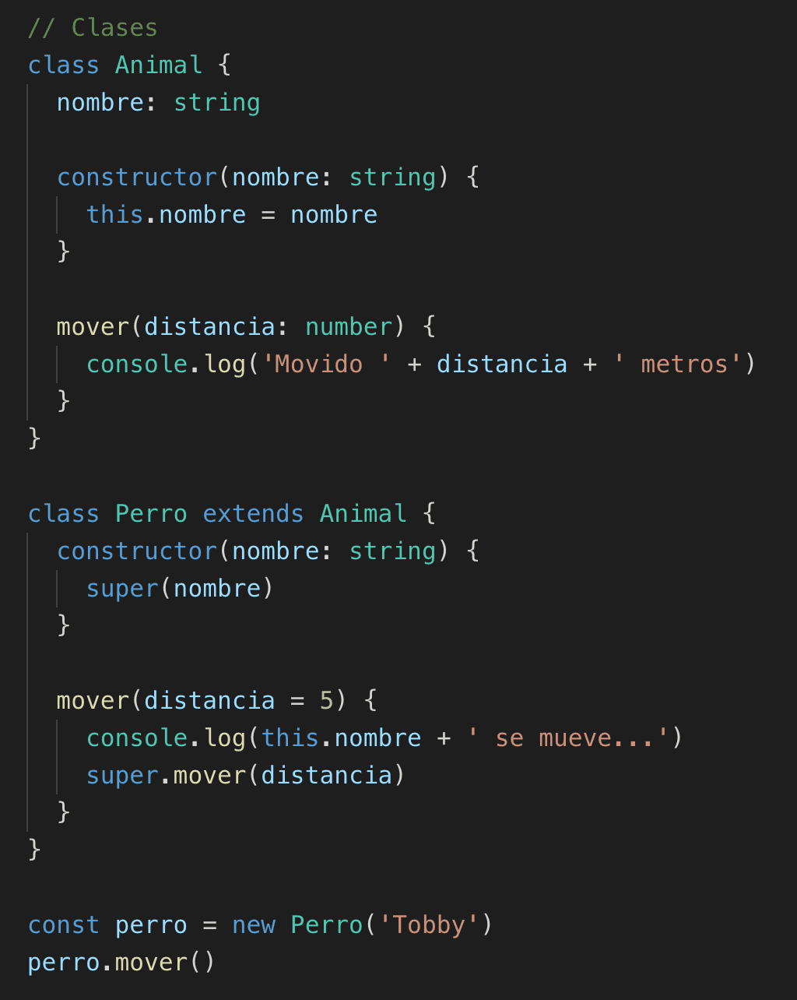 // Clases
class Animal {
  nombre: string

  constructor(nombre: string) {
    this.nombre = nombre
  }

  mover(distancia: number) {
    console.log('Movido ' + distancia + ' metros')
  }
}

class Perro extends Animal {
  constructor(nombre: string) {
    super(nombre)
  }

  mover(distancia = 5) {
    console.log(this.nombre + ' se mueve...')
    super.mover(distancia)
  }
}

const perro = new Perro('Tobby')
perro.mover()